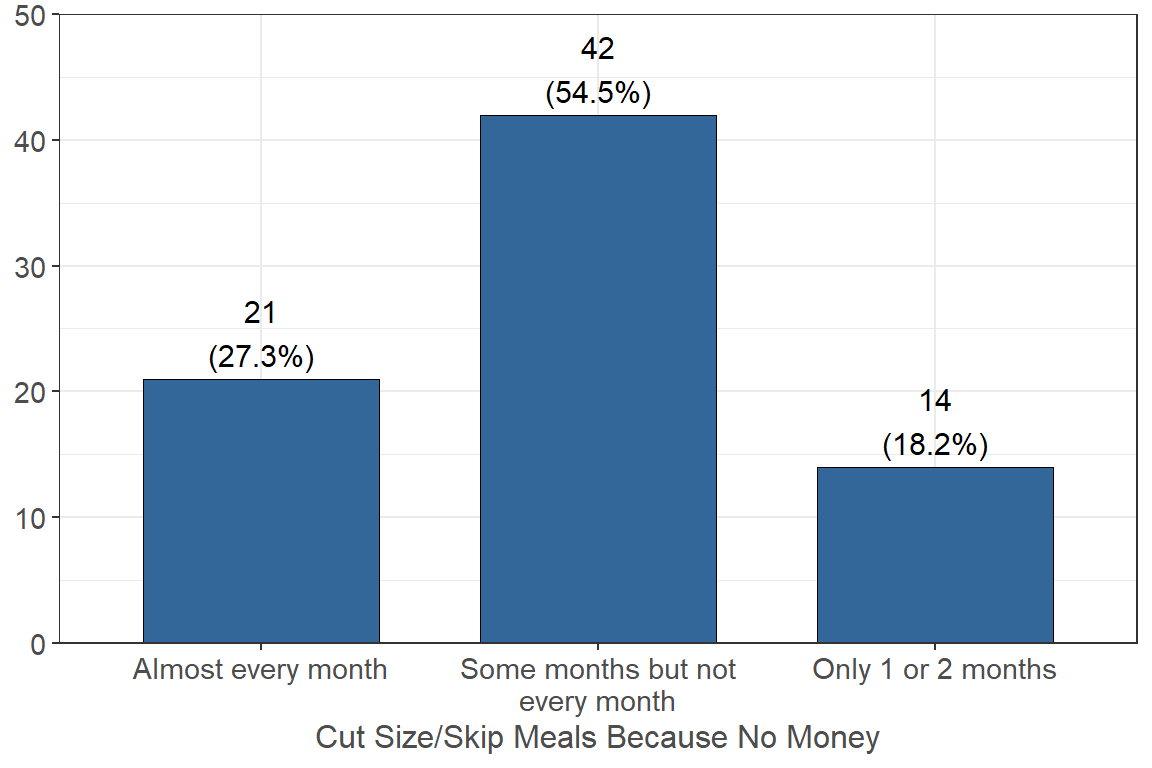 50
40
30
20
10
0
21
(27.3%)
42
(54.5%)
14
(18.2%)
Almost every month
Some months but not
every month
Only 1 or 2 months
Cut Size/Skip Meals Because No Money